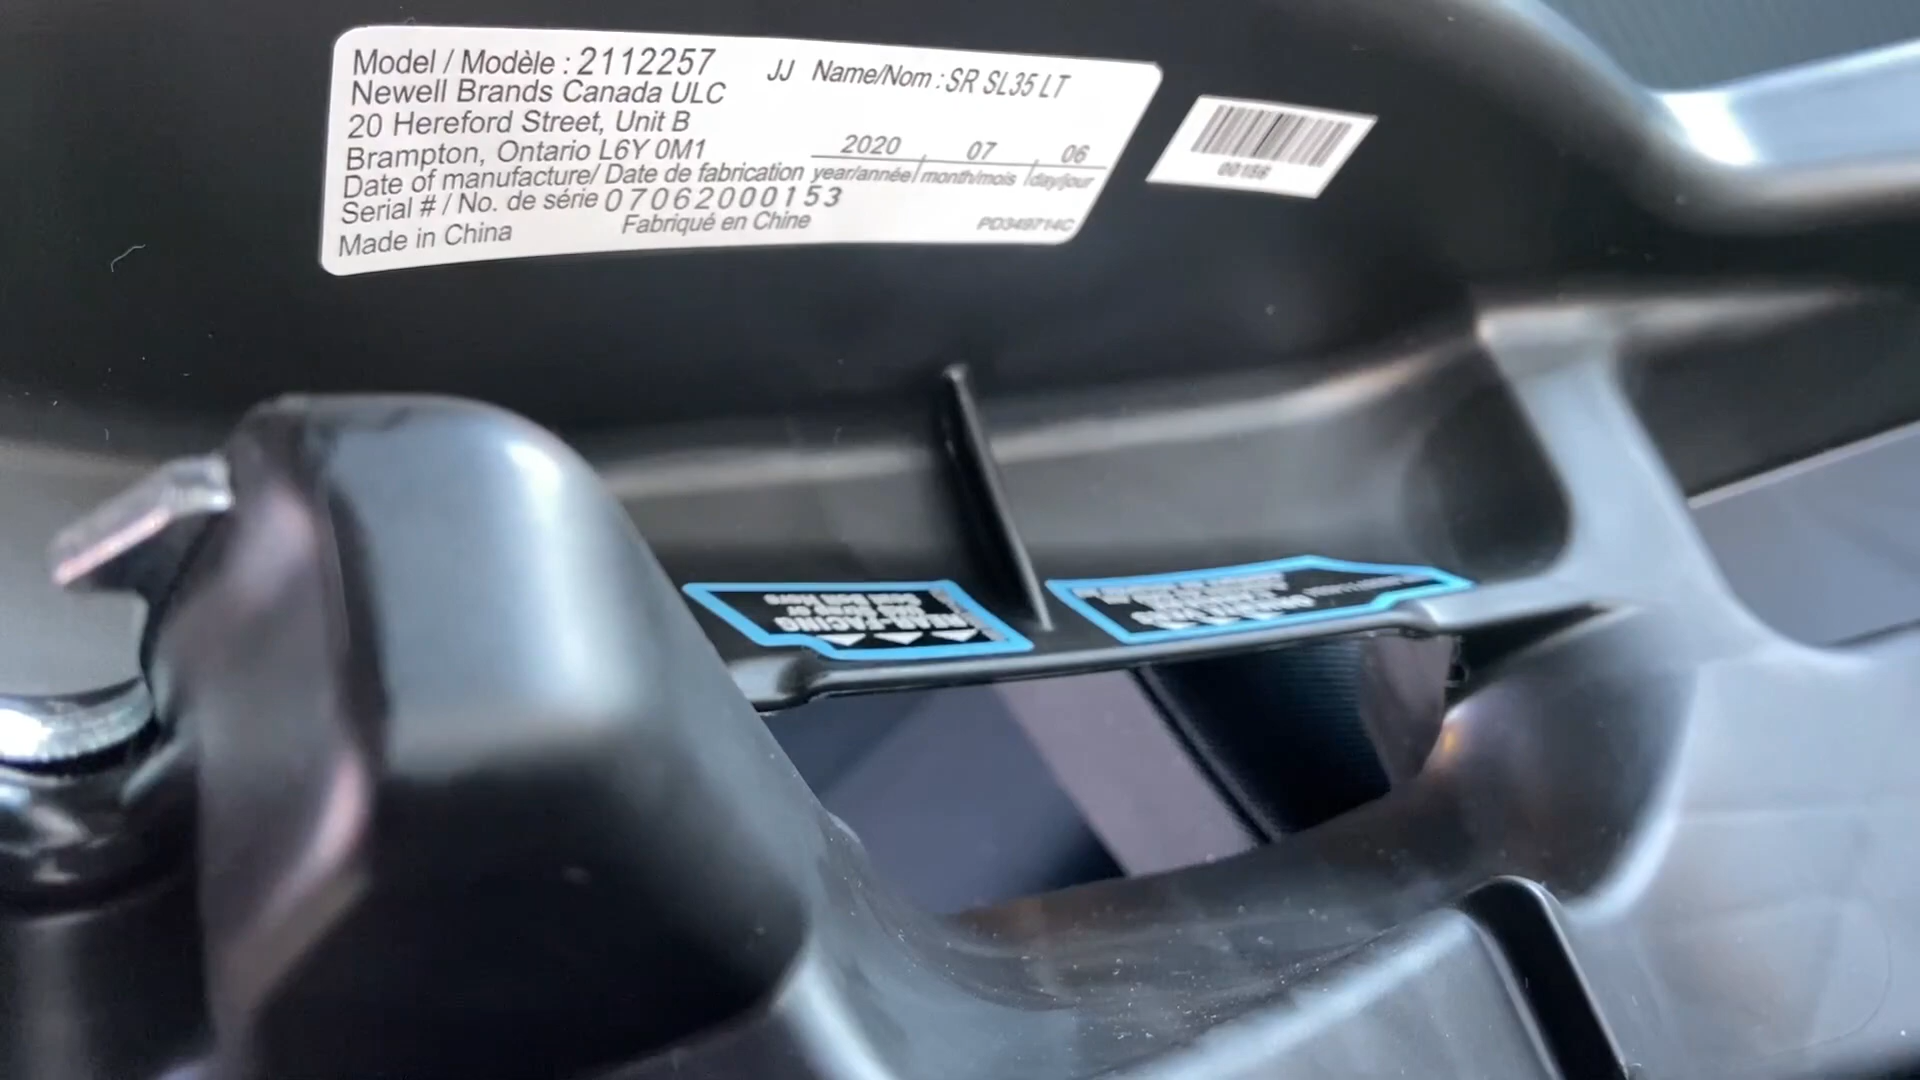 Model / Modèle : 2112257 JJ Name/Nom : SR SL35 LT
Newell Brands Canada ULC
20 Hereford Street, Unit B
Brampton, Ontario L6Y 0M1
2020 / 07 / 06
Date of manufacture/ Date de fabrication year/année/ month/mois /day/jour
Serial # / No. de série 07062000153
Made in China Fabriqué en Chine PD349714C
00186
REAR-FACING